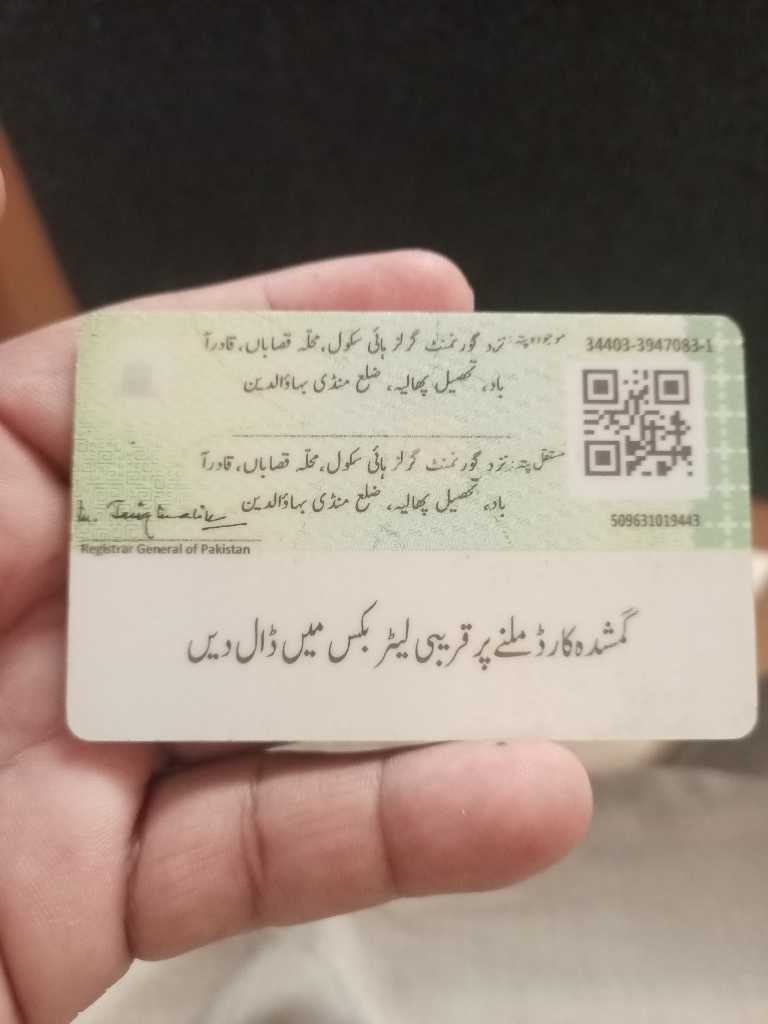 موجودہ پتہ: نزد گورنمنٹ گرلز ہائی سکول، محلّہ قصاباں، قادرآ
34403-3947083-1
باد، تحصیل پھالیہ، ضلع منڈی بہاؤالدین
مستقل پتہ: نزد گورنمنٹ گرلز ہائی سکول، محلّہ قصاباں، قادرآ
باد، تحصیل پھالیہ، ضلع منڈی بہاؤالدین
509631019443
Registrar General of Pakistan
گمشدہ کارڈ ملنے پر قریبی لیٹر بکس میں ڈال دیں